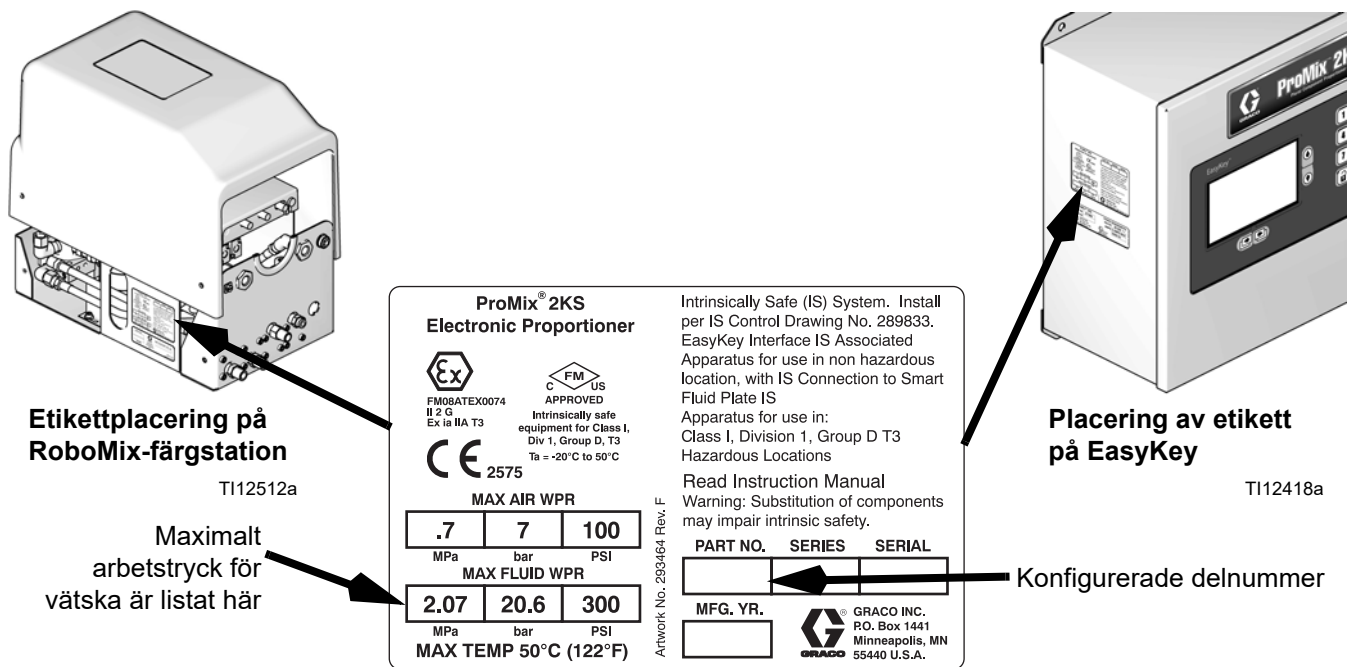 GRACO
ProMix 2K
EasyKey
Etikettplacering på
RoboMix-färgstation
TI12512a
Placering av etikett
på EasyKey
TI12418a
ProMix® 2KS
Electronic Proportioner
Ex
FM08ATEX0074
II 2 G
Ex ia IIA T3
CE 2575
C FM US
APPROVED
Intrinsically safe
equipment for Class I,
Div 1, Group D, T3
Ta = -20°C to 50°C
MAX AIR WPR
.7 7 100
MPa bar PSI
MAX FLUID WPR
2.07 20.6 300
MPa bar PSI
MAX TEMP 50°C (122°F)
Artwork No. 293464 Rev. F
Intrinsically Safe (IS) System. Install
per IS Control Drawing No. 289833.
EasyKey Interface IS Associated
Apparatus for use in non hazardous
location, with IS Connection to Smart
Fluid Plate IS
Apparatus for use in:
Class I, Division 1, Group D T3
Hazardous Locations
Read Instruction Manual
Warning: Substitution of components
may impair intrinsic safety.
PART NO. SERIES SERIAL
MFG. YR.
GRACO
®
GRACO INC.
P.O. Box 1441
Minneapolis, MN
55440 U.S.A.
Maximalt
arbetstryck för
vätska är listat här
Konfigurerade delnummer